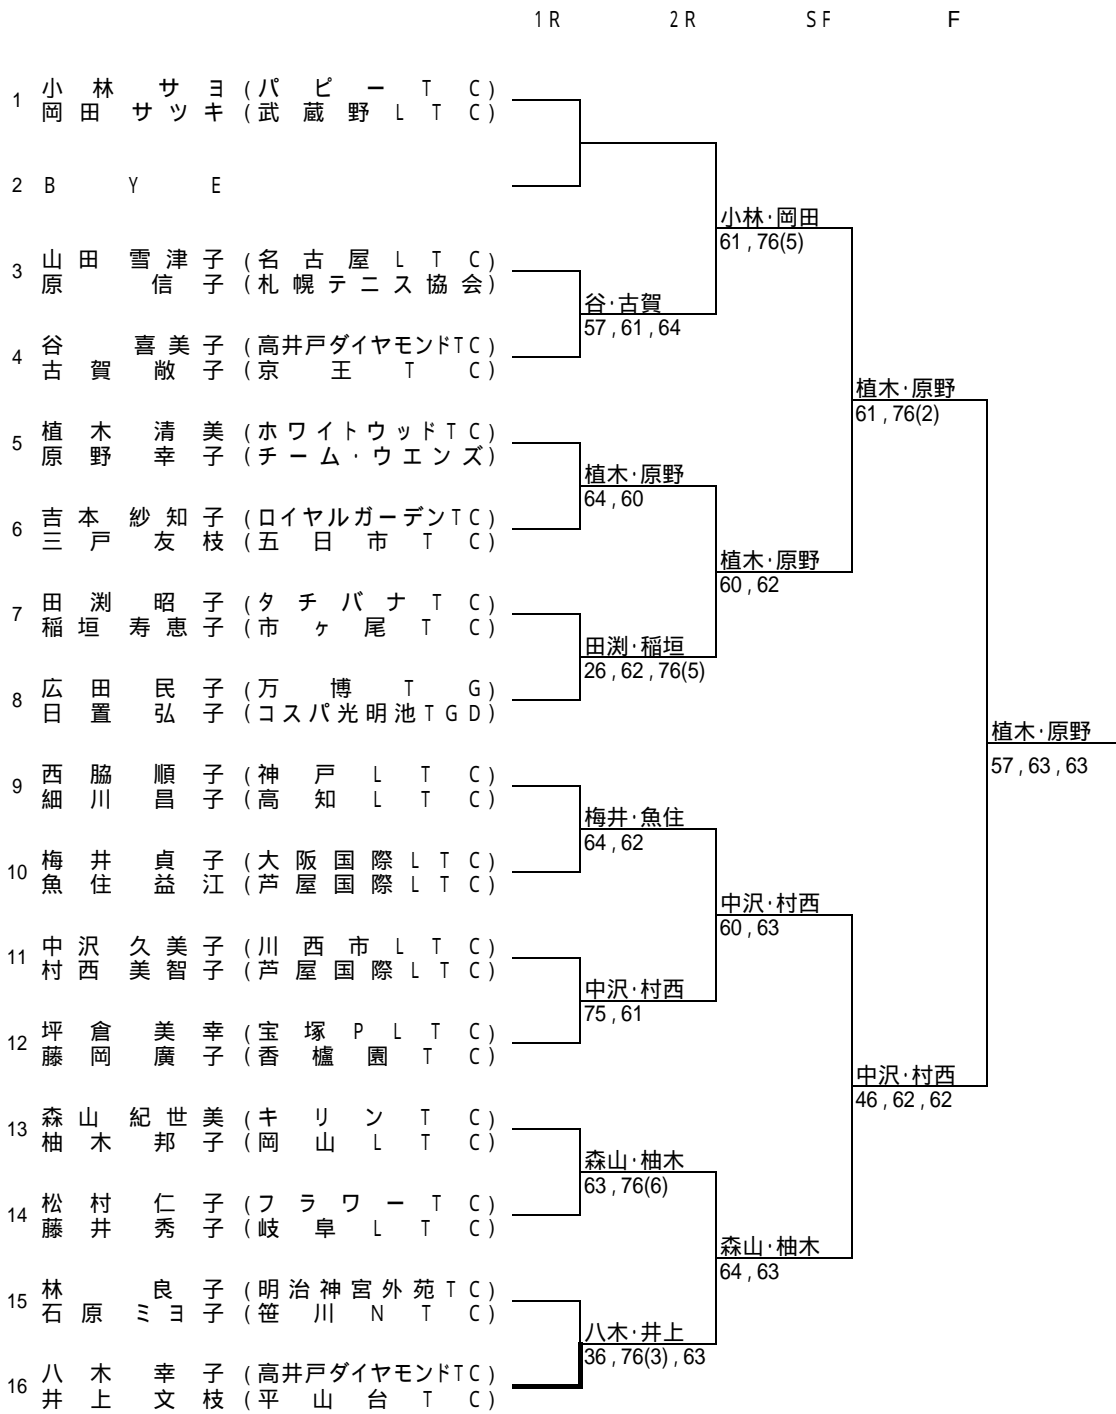 1R 2R SF F
1 小林 サヨ (パピーTC)
岡田 サツキ (武蔵野LTC)
2 BYE
小林・岡田
61 , 76(5)
3 山田 雪津子 (名古屋LTC)
原 信子 (札幌テニス協会)
谷・古賀
57 , 61 , 64
4 谷 喜美子 (高井戸ダイヤモンドTC)
古賀 敞子 (京王TC)
植木・原野
61 , 76(2)
5 植木 清美 (ホワイトウッドTC)
原野 幸子 (チーム・ウエンズ)
植木・原野
64 , 60
6 吉本 紗知子 (ロイヤルガーデンTC)
三戸 友枝 (五日市TC)
植木・原野
60 , 62
7 田渕 昭子 (タチバナTC)
稲垣 寿恵子 (市ヶ尾TC)
田渕・稲垣
26 , 62 , 76(5)
8 広田 民子 (万博TG)
日置 弘子 (コスパ光明池TGD)
植木・原野
57 , 63 , 63
9 西脇 順子 (神戸LTC)
細川 昌子 (高知LTC)
梅井・魚住
64 , 62
10 梅井 貞子 (大阪国際LTC)
魚住 益江 (芦屋国際LTC)
中沢・村西
60 , 63
11 中沢 久美子 (川西市LTC)
村西 美智子 (芦屋国際LTC)
中沢・村西
75 , 61
12 坪倉 美幸 (宝塚PLTC)
藤岡 廣子 (香櫨園TC)
中沢・村西
46 , 62 , 62
13 森山 紀世美 (キリンTC)
柚木 邦子 (岡山LTC)
森山・柚木
63 , 76(6)
14 松村 仁子 (フラワーTC)
藤井 秀子 (岐阜LTC)
森山・柚木
64 , 63
15 林 良子 (明治神宮外苑TC)
石原 ミヨ子 (笹川NTC)
八木・井上
36 , 76(3) , 63
16 八木 幸子 (高井戸ダイヤモンドTC)
井上 文枝 (平山台TC)